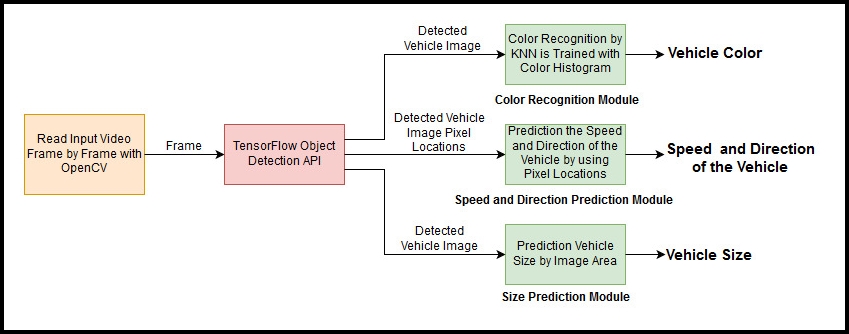 Read Input Video
Frame by Frame with
OpenCV
Frame
TensorFlow Object
Detection API
Detected
Vehicle Image
Color Recognition by
KNN is Trained with
Color Histogram
Color Recognition Module
Vehicle Color
Detected Vehicle
Image Pixel
Locations
Prediction the Speed
and Direction of the
Vehicle by using
Pixel Locations
Speed and Direction Prediction Module
Speed and Direction
of the Vehicle
Detected
Vehicle Image
Prediction Vehicle
Size by Image Area
Size Prediction Module
Vehicle Size